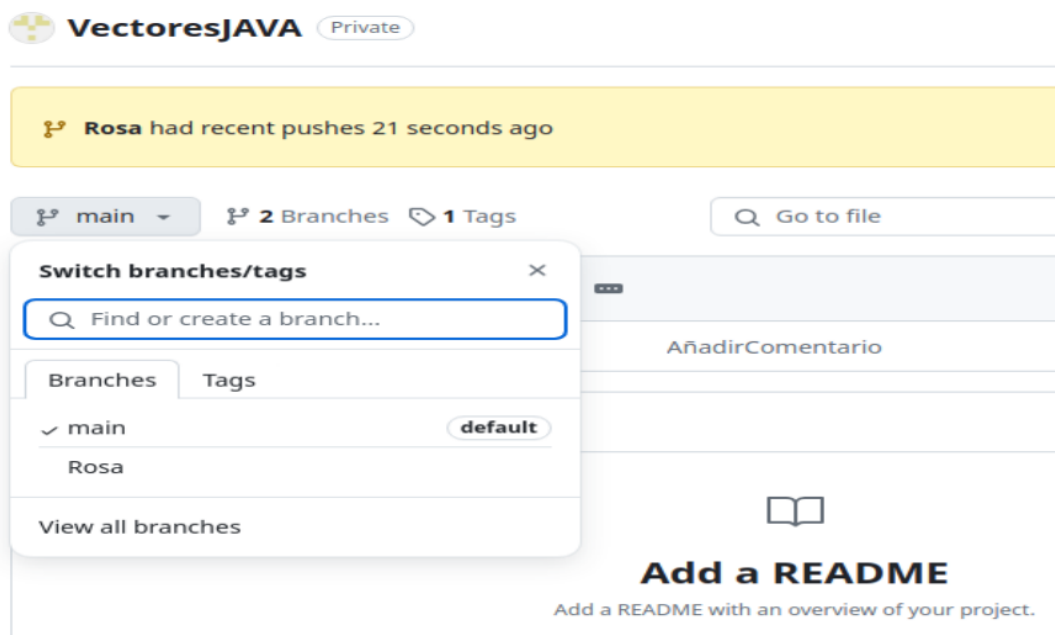 VectoresJAVA Private
Rosa had recent pushes 21 seconds ago
main 2 Branches 1 Tags Go to file
Switch branches/tags
Find or create a branch...
AñadirComentario
Branches Tags
main default
Rosa
View all branches
Add a README
Add a README with an overview of your project.